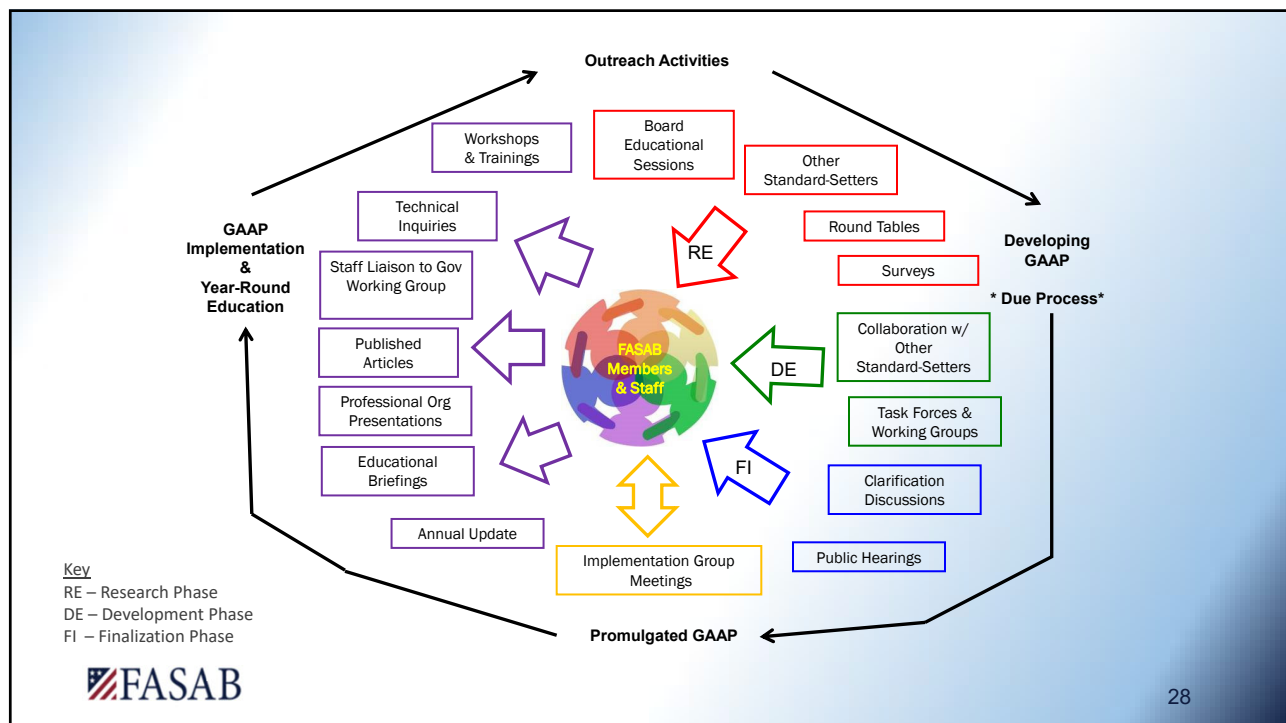 Outreach Activities
Workshops
& Trainings
Board
Educational
Sessions
Other
Standard-Setters
Technical
Inquiries
Round Tables
GAAP
Implementation
&
Year-Round
Education
Developing
GAAP
* Due Process*
Staff Liaison to Gov
Working Group
RE
Surveys
Published
Articles
FASAB
Members
& Staff
DE
Collaboration w/
Other
Standard-Setters
Professional Org
Presentations
Task Forces &
Working Groups
Educational
Briefings
FI
Clarification
Discussions
Annual Update
Implementation Group
Meetings
Public Hearings
Key
RE – Research Phase
DE – Development Phase
FI – Finalization Phase
Promulgated GAAP
FASAB
28